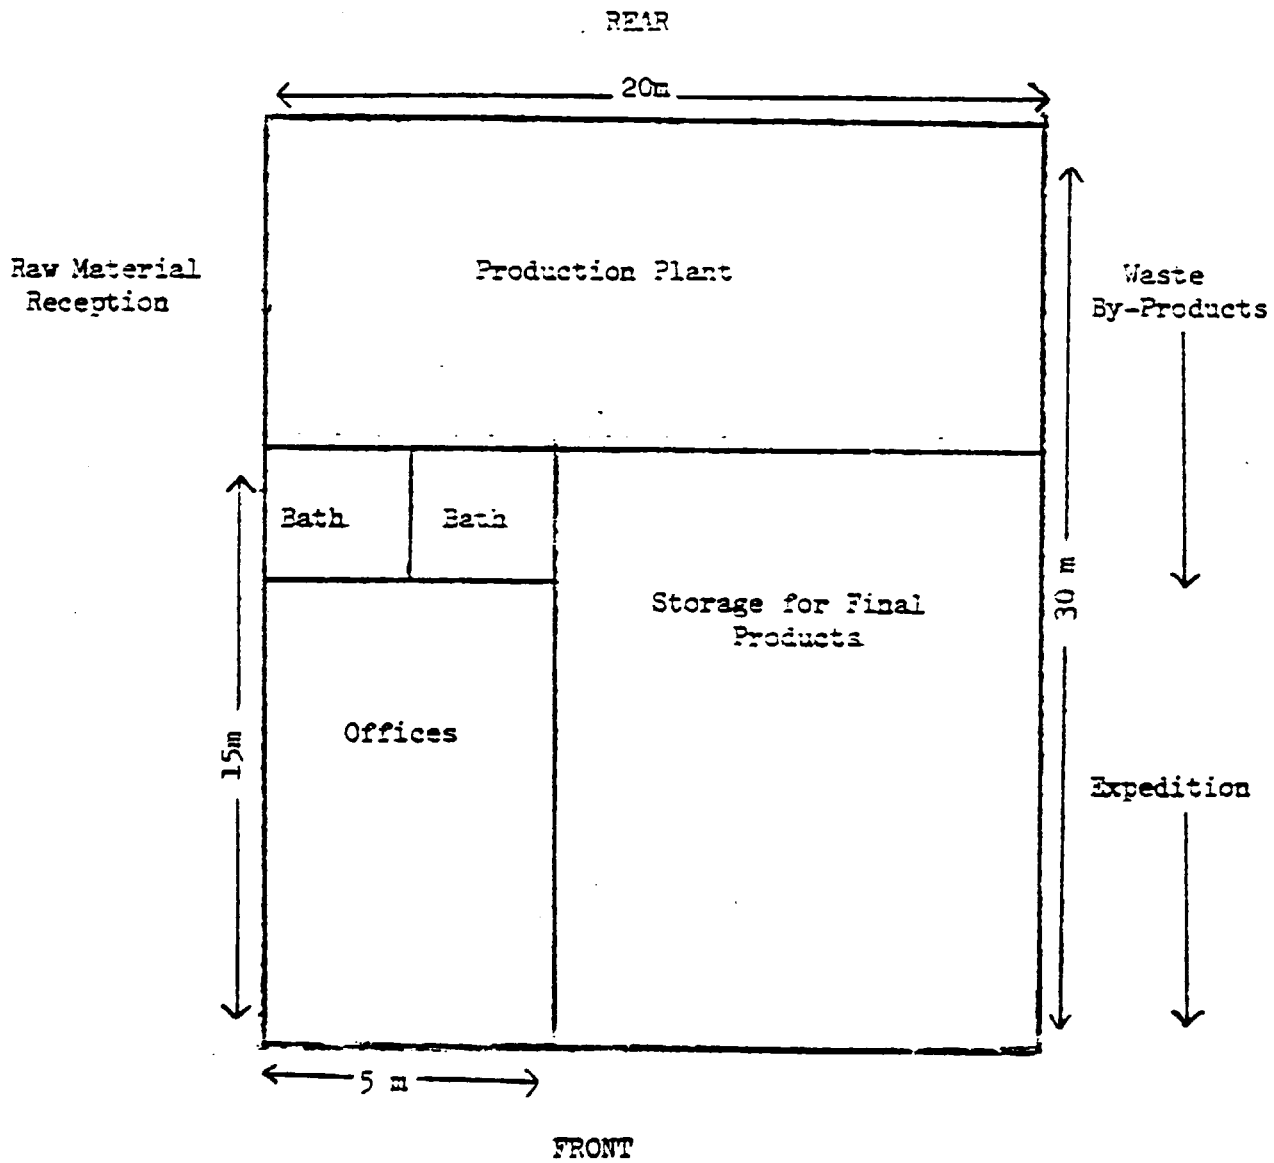 REAR
20m
Raw Material
Reception
Production Plant
Waste
By-Products
Bath
Bath
30 m
Storage for Final
Products
15m
Offices
Expedition
5 m
FRONT